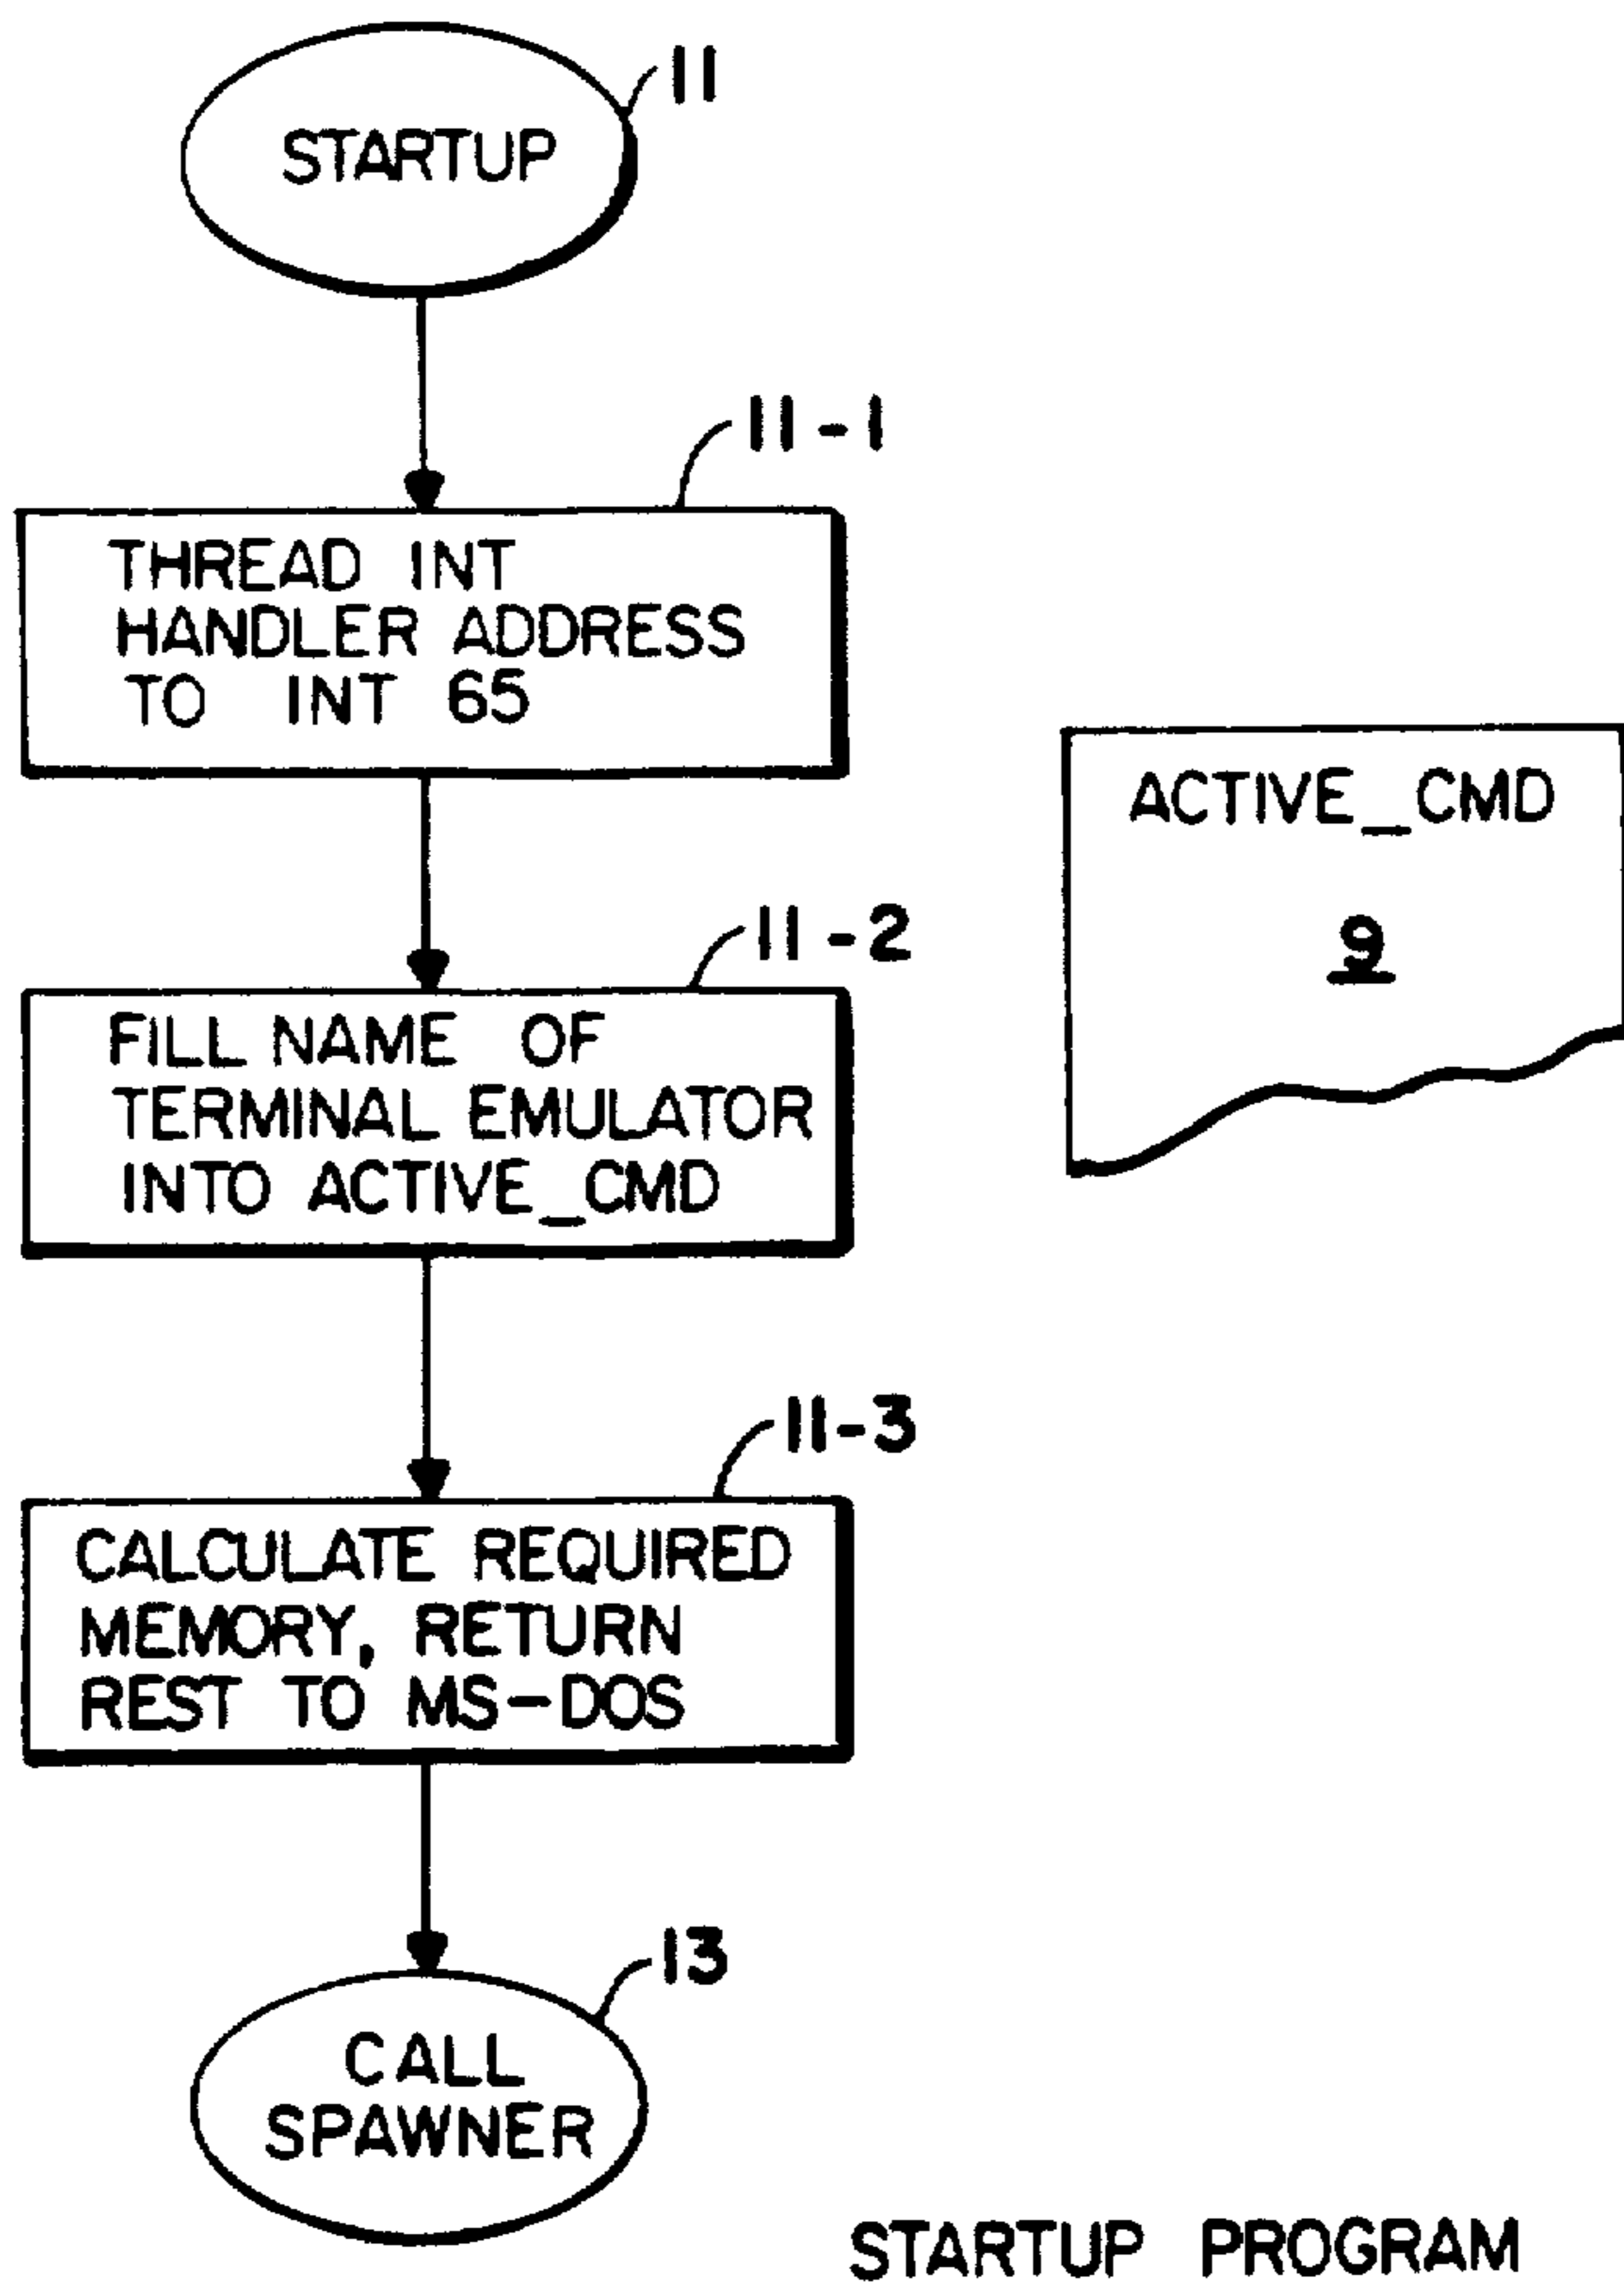 11
STARTUP
11-1
THREAD INT
HANDLER ADDRESS
TO INT 65
ACTIVE_CMD
9
11-2
FILL NAME OF
TERMINAL EMULATOR
INTO ACTIVE_CMD
11-3
CALCULATE REQUIRED
MEMORY, RETURN
REST TO MS-DOS
13
CALL
SPAWNER
STARTUP PROGRAM